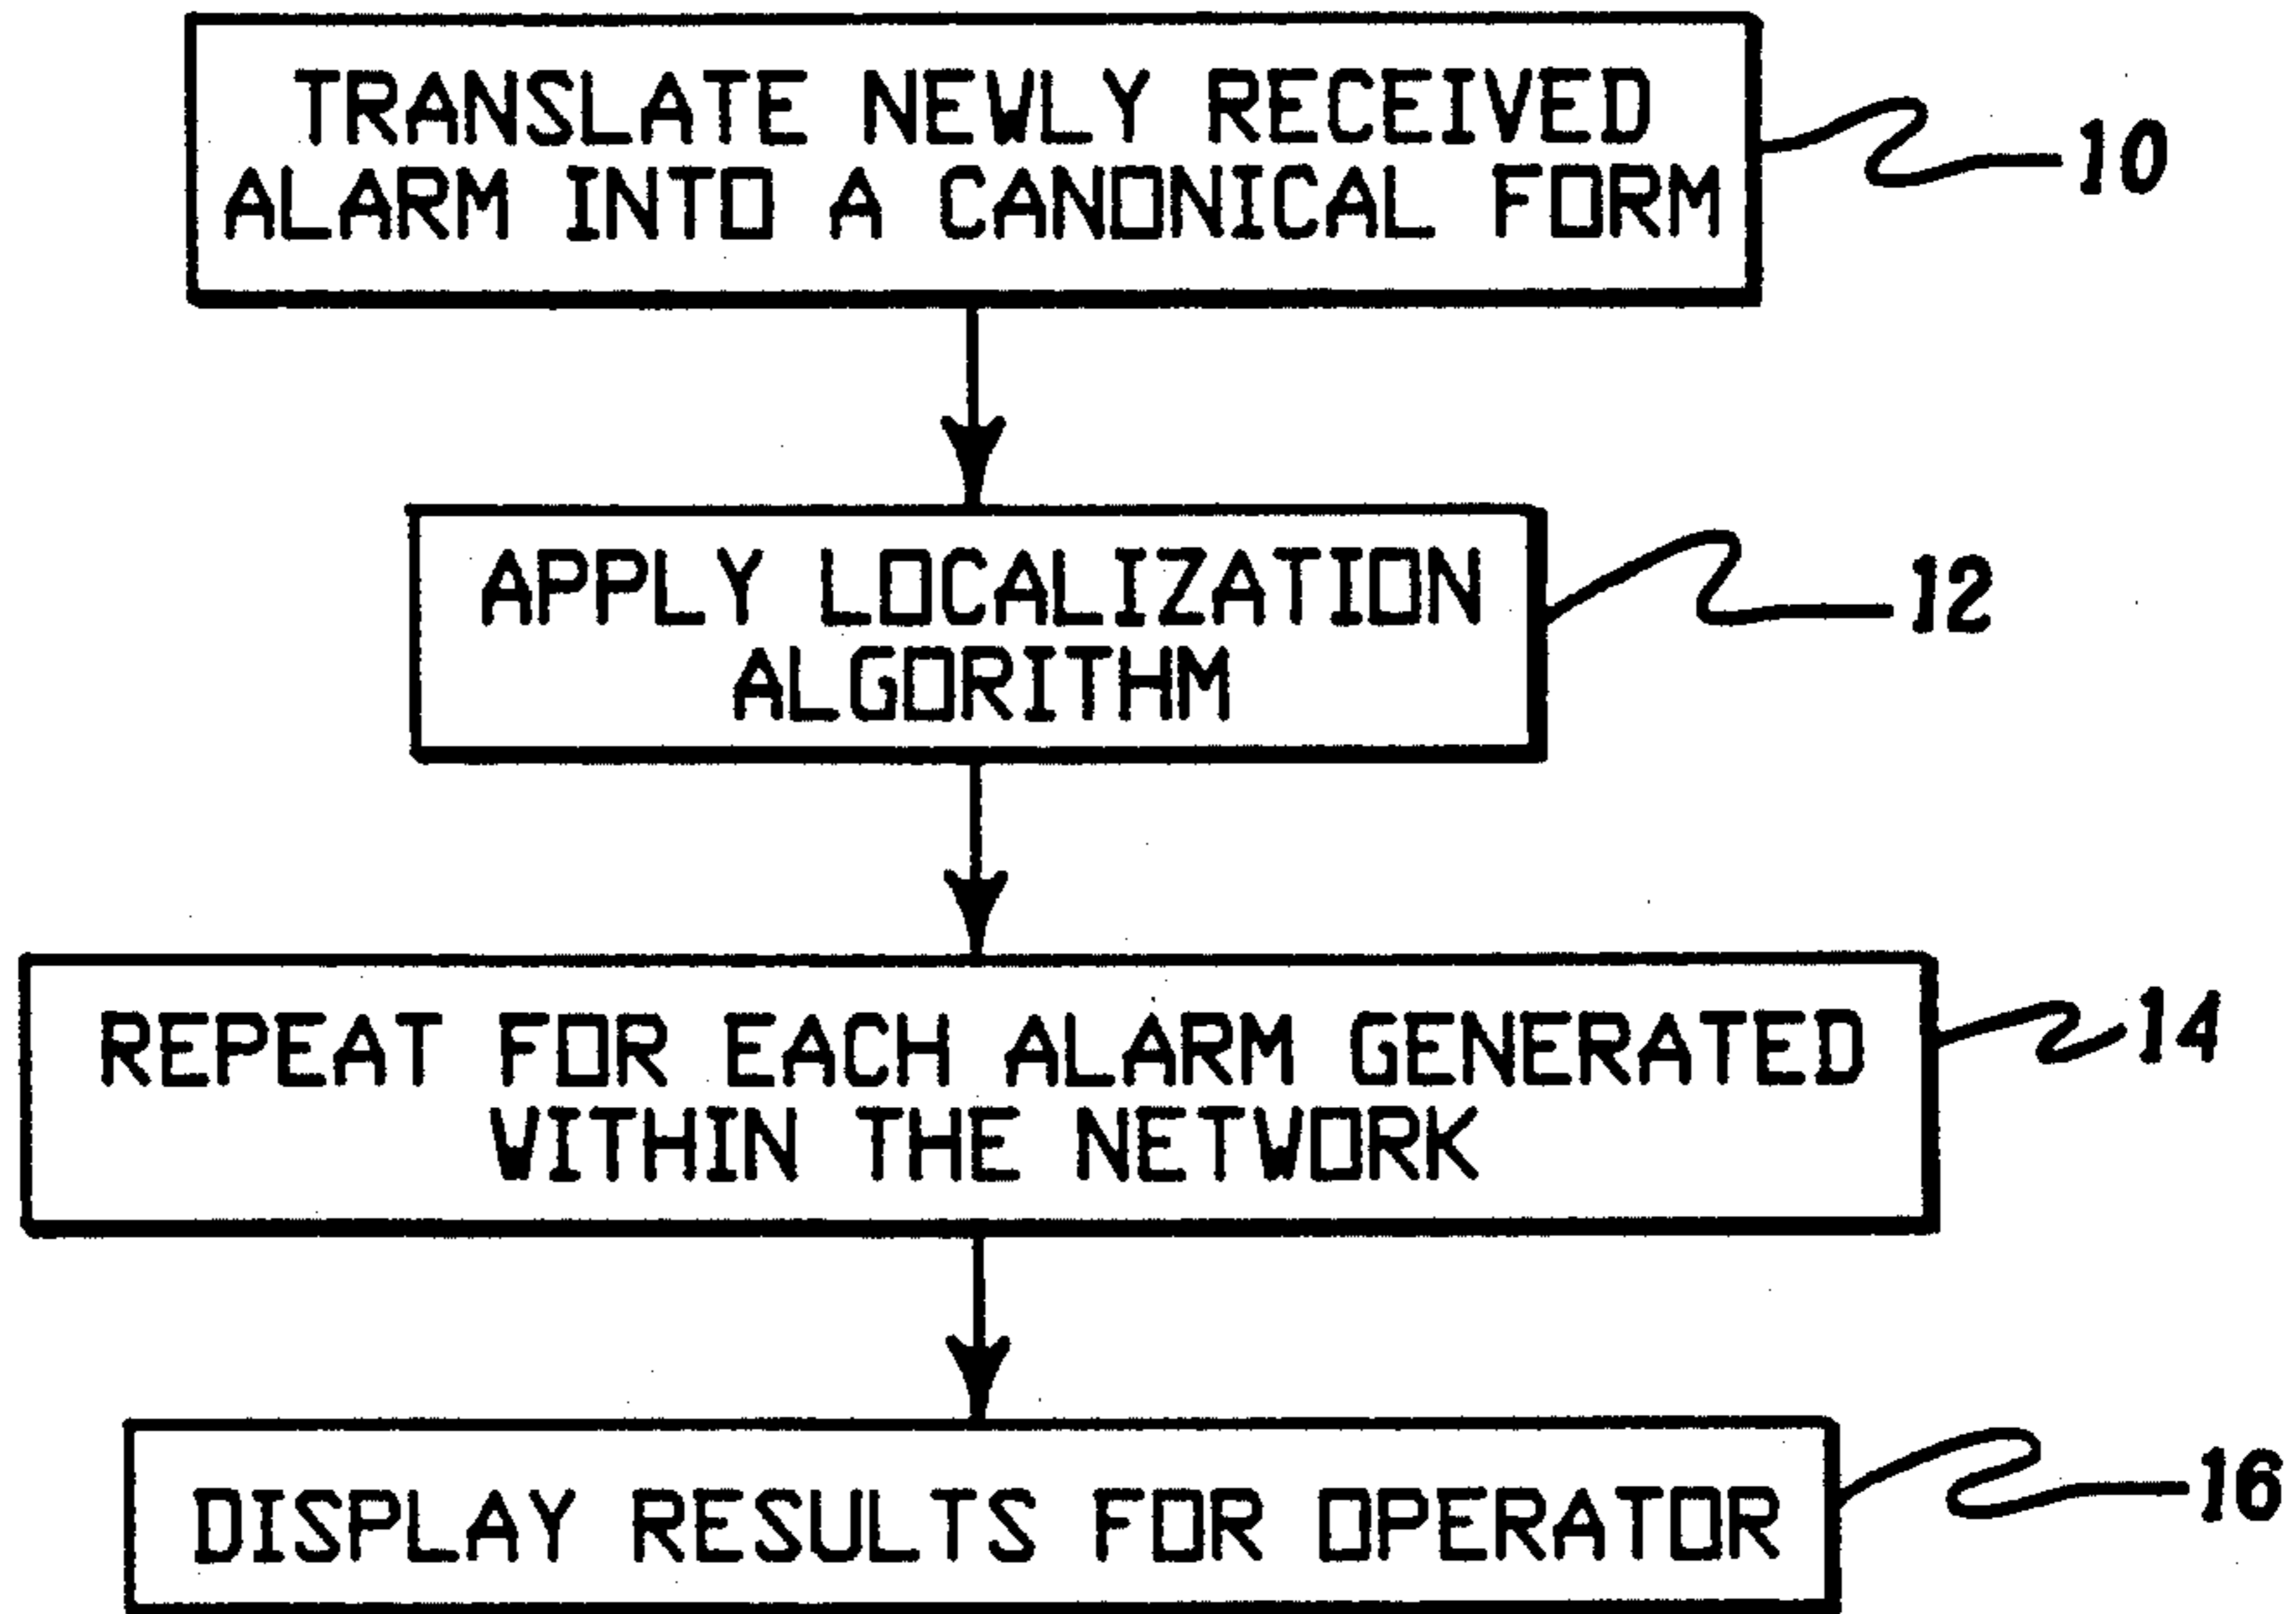 TRANSLATE NEWLY RECEIVED
ALARM INTO A CANONICAL FORM
10
APPLY LOCALIZATION
ALGORITHM
12
REPEAT FOR EACH ALARM GENERATED
WITHIN THE NETWORK
14
DISPLAY RESULTS FOR OPERATOR
16